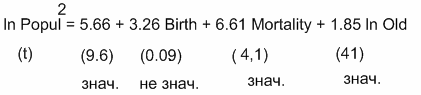 2
ln Popul = 5.66 + 3.26 Birth + 6.61 Mortality + 1.85 ln Old
(t) (9.6) (0.09) ( 4,1) (41)
знач. не знач. знач. знач.